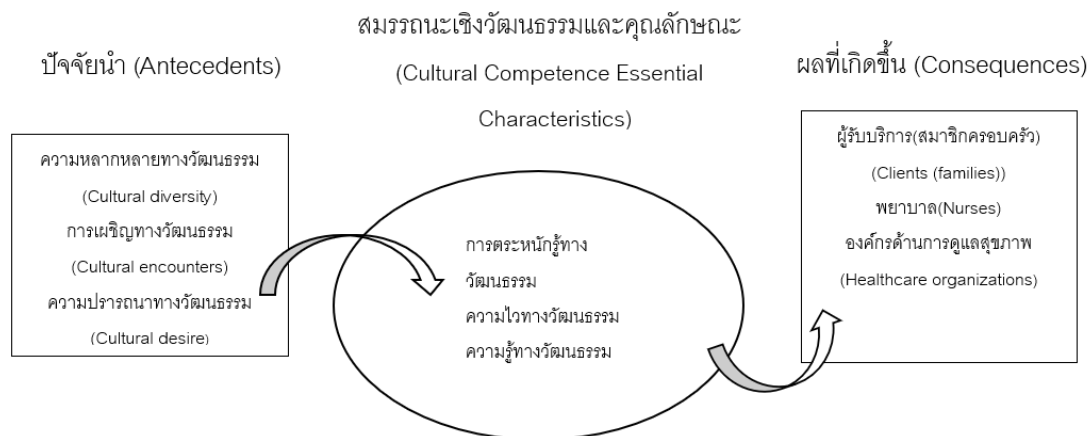 ปัจจัยนำ (Antecedents)
ความหลากหลายทางวัฒนธรรม
(Cultural diversity)
การเผชิญทางวัฒนธรรม
(Cultural encounters)
ความปรารถนาทางวัฒนธรรม
(Cultural desire)
สมรรถนะเชิงวัฒนธรรมและคุณลักษณะ
(Cultural Competence Essential
Characteristics)
การตระหนักรู้ทาง
วัฒนธรรม
ความไวทางวัฒนธรรม
ความรู้ทางวัฒนธรรม
ผลที่เกิดขึ้น (Consequences)
ผู้รับบริการ(สมาชิกครอบครัว)
(Clients (families))
พยาบาล(Nurses)
องค์กรด้านการดูแลสุขภาพ
(Healthcare organizations)